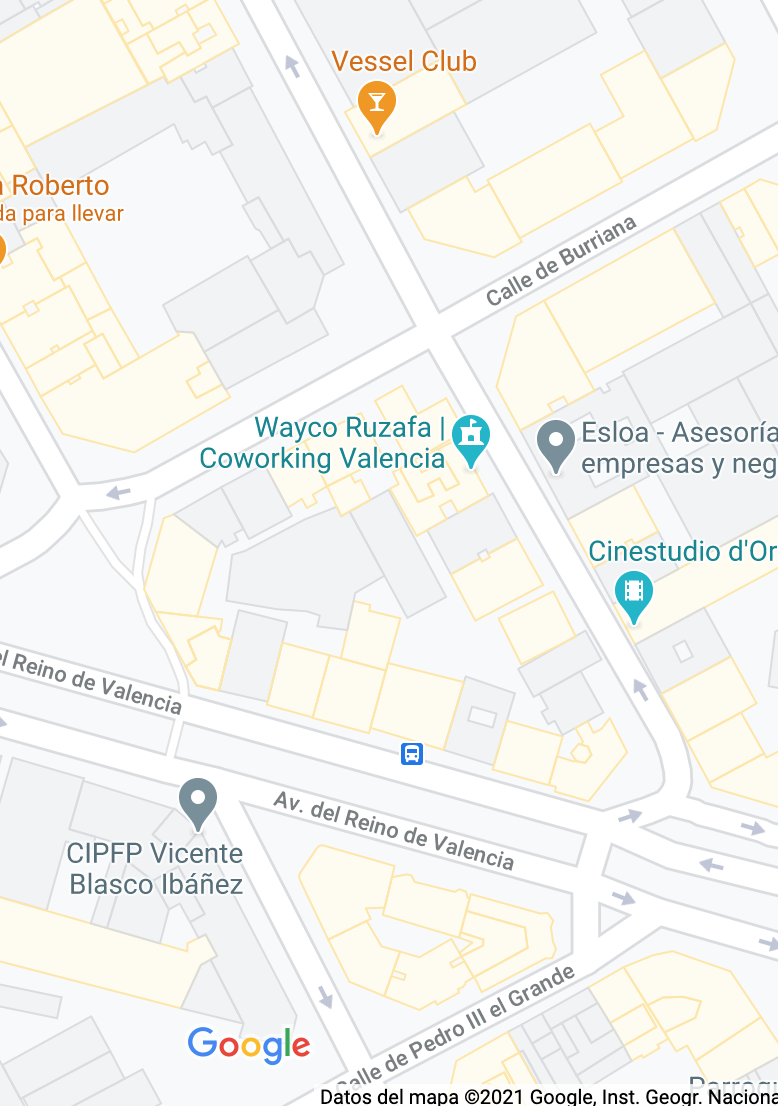 Vessel Club
Roberto
para llevar
Calle de Burriana
Wayco Ruzafa |
Coworking Valencia
Esloa - Asesoría
empresas y neg
Cinestudio d'Or
Reino de Valencia
Av. del Reino de Valencia
CIPFP Vicente
Blasco Ibáñez
Calle de Pedro III el Grande
Google
Datos del mapa ©2021 Google, Inst. Geogr. Naciona